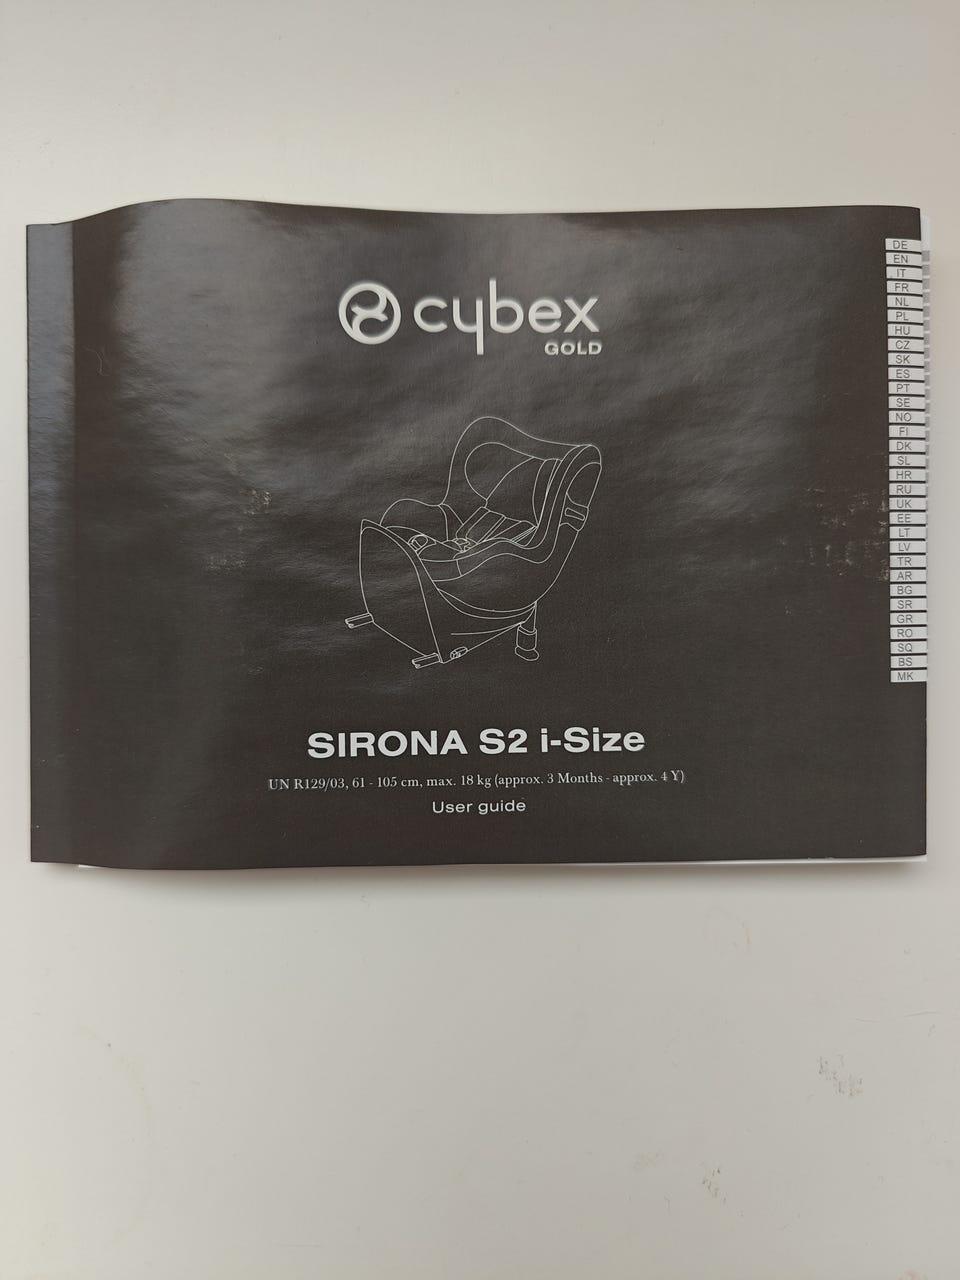 cybex
GOLD
SIRONA S2 i-Size
UN R129/03, 61 - 105 cm, max. 18 kg (approx. 3 Months - approx. 4 Y)
User guide
DE
EN
IT
FR
NL
PL
HU
CZ
SK
ES
PT
SE
NO
FI
DK
SL
HR
RU
UK
EE
LT
LV
TR
AR
BG
SR
GR
RO
SQ
BS
MK